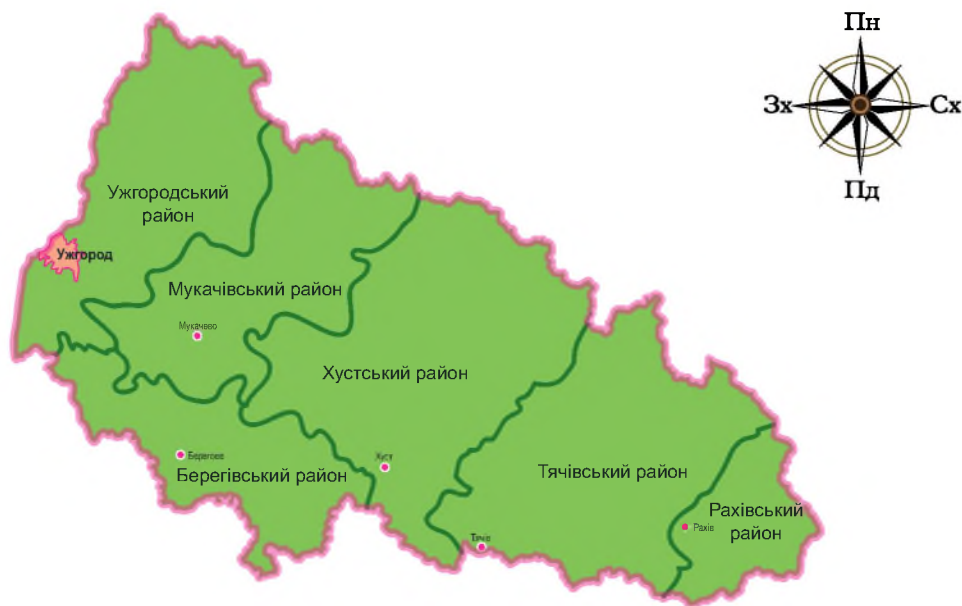 Пн
Зх
Сх
Пд
Ужгородський
район
Ужгород
Мукачівський район
Мукачево
Хустський район
Берегове
Берегівський район
Хуст
Тячівський район
Рахівський
район
Рахів
Тячів